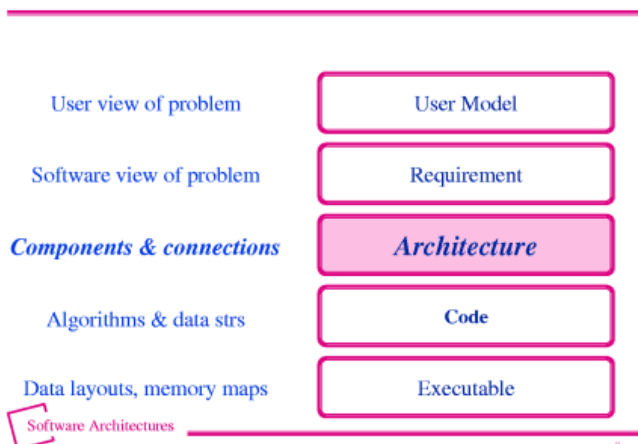 User view of problem
User Model
Software view of problem
Requirement
Components & connections
Architecture
Algorithms & data strs
Code
Data layouts, memory maps
Executable
Software Architectures